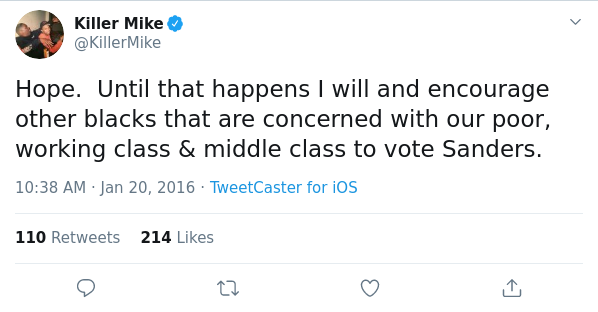 Killer Mike
@KillerMike
Hope.  Until that happens I will and encourage
other blacks that are concerned with our poor,
working class & middle class to vote Sanders.
10:38 AM · Jan 20, 2016 · TweetCaster for iOS
110 Retweets 214 Likes